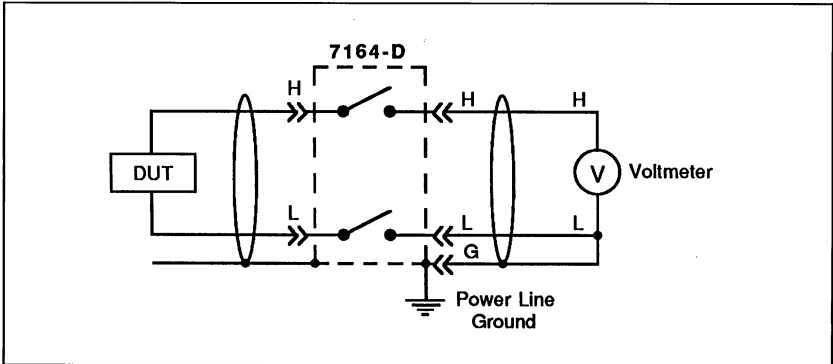 7164-D
H
H
H
DUT
V
Voltmeter
L
L
L
G
Power Line
Ground